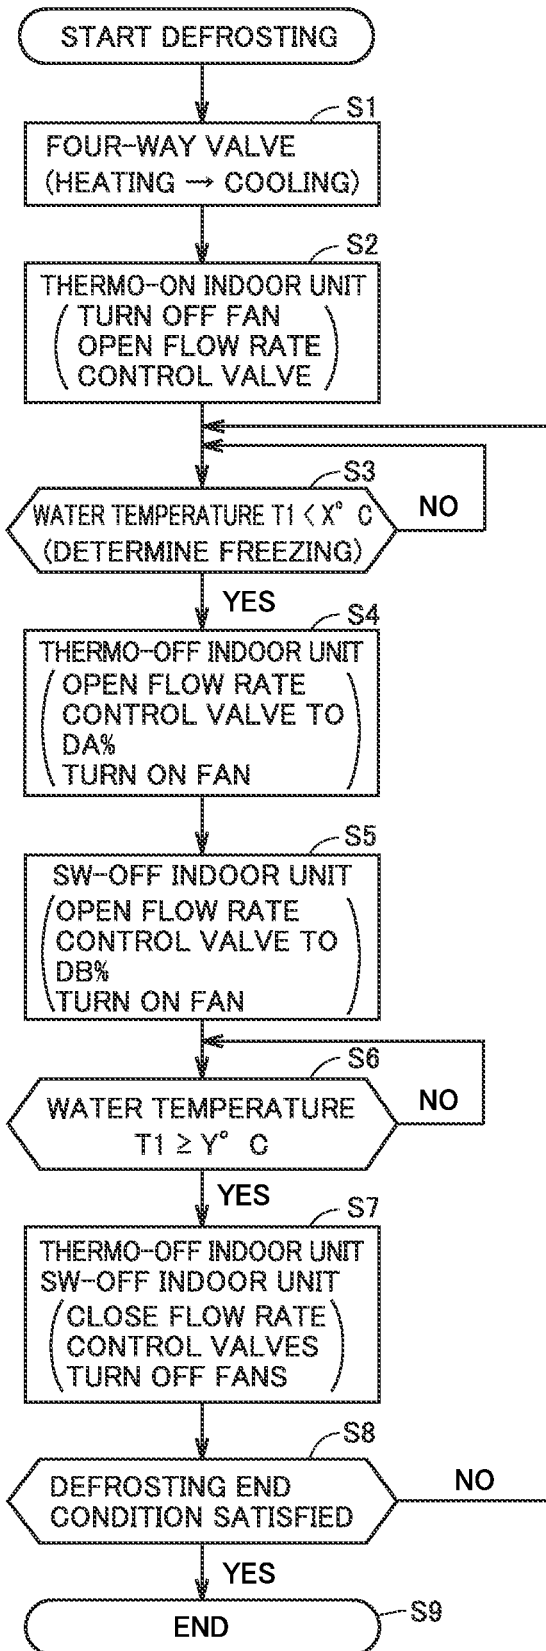 START DEFROSTING
S1
FOUR-WAY VALVE
(HEATING → COOLING)
S2
THERMO-ON INDOOR UNIT
(TURN OFF FAN
OPEN FLOW RATE
CONTROL VALVE)
S3
WATER TEMPERATURE T1 < X° C
(DETERMINE FREEZING)
NO
YES
S4
THERMO-OFF INDOOR UNIT
(OPEN FLOW RATE
CONTROL VALVE TO
DA%
TURN ON FAN)
S5
SW-OFF INDOOR UNIT
(OPEN FLOW RATE
CONTROL VALVE TO
DB%
TURN ON FAN)
S6
WATER TEMPERATURE
T1 ≥ Y° C
NO
YES
S7
THERMO-OFF INDOOR UNIT
SW-OFF INDOOR UNIT
(CLOSE FLOW RATE
CONTROL VALVES
TURN OFF FANS)
S8
DEFROSTING END
CONDITION SATISFIED
NO
YES
S9
END